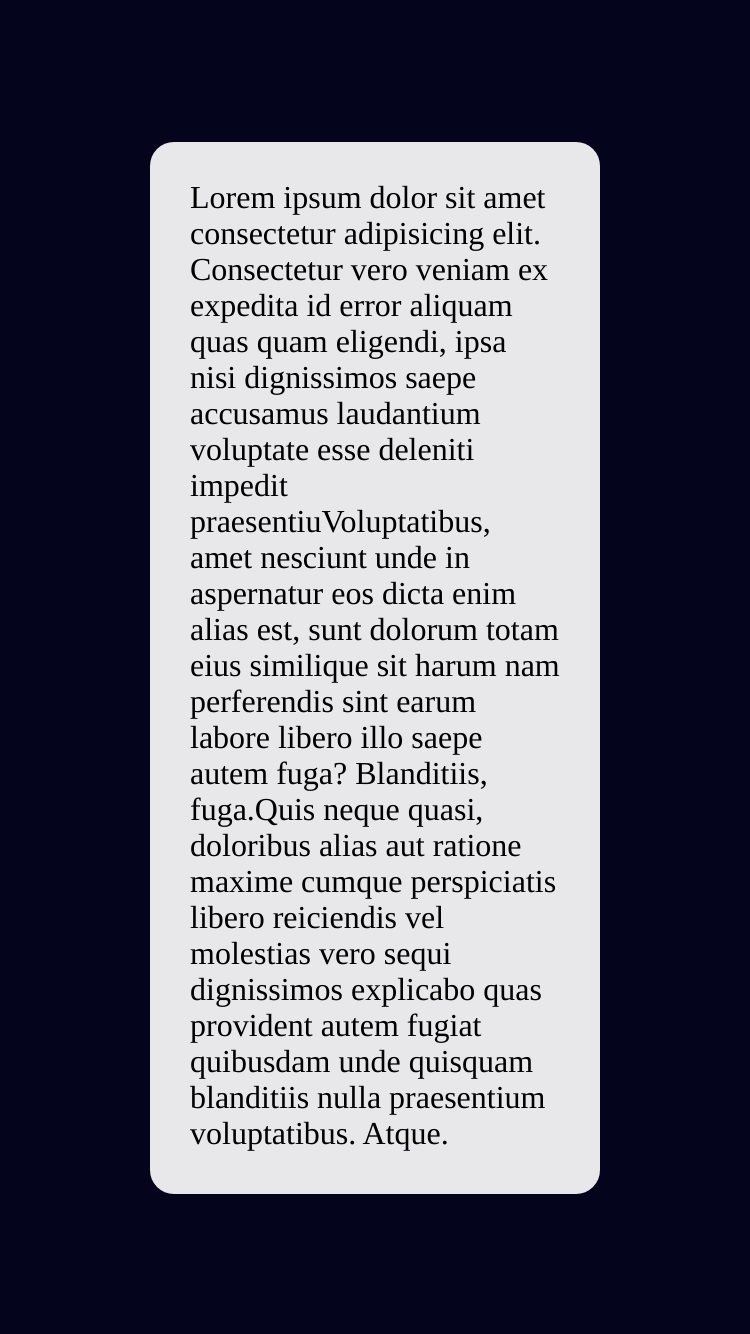 Lorem ipsum dolor sit amet
consectetur adipisicing elit.
Consectetur vero veniam ex
expedita id error aliquam
quas quam eligendi, ipsa
nisi dignissimos saepe
accusamus laudantium
voluptate esse deleniti
impedit
praesentiuVoluptatibus,
amet nesciunt unde in
aspernatur eos dicta enim
alias est, sunt dolorum totam
eius similique sit harum nam
perferendis sint earum
labore libero illo saepe
autem fuga? Blanditiis,
fuga.Quis neque quasi,
doloribus alias aut ratione
maxime cumque perspiciatis
libero reiciendis vel
molestias vero sequi
dignissimos explicabo quas
provident autem fugiat
quibusdam unde quisquam
blanditiis nulla praesentium
voluptatibus. Atque.